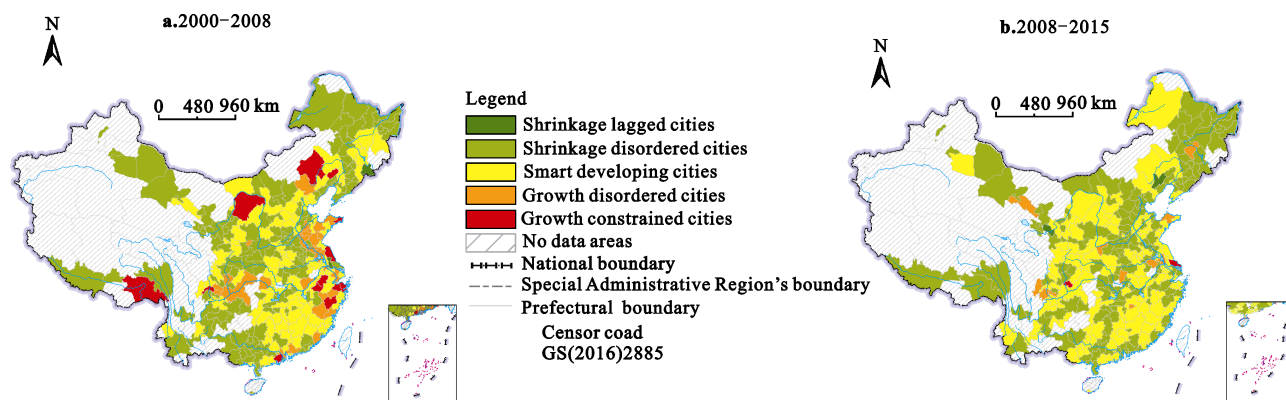 a.2000-2008
N
0 480 960 km
Legend
Shrinkage lagged cities
Shrinkage disordered cities
Smart developing cities
Growth disordered cities
Growth constrained cities
No data areas
National boundary
Special Administrative Region's boundary
Prefectural boundary
Censor coad
GS(2016)2885
b.2008-2015
N
0 480 960 km